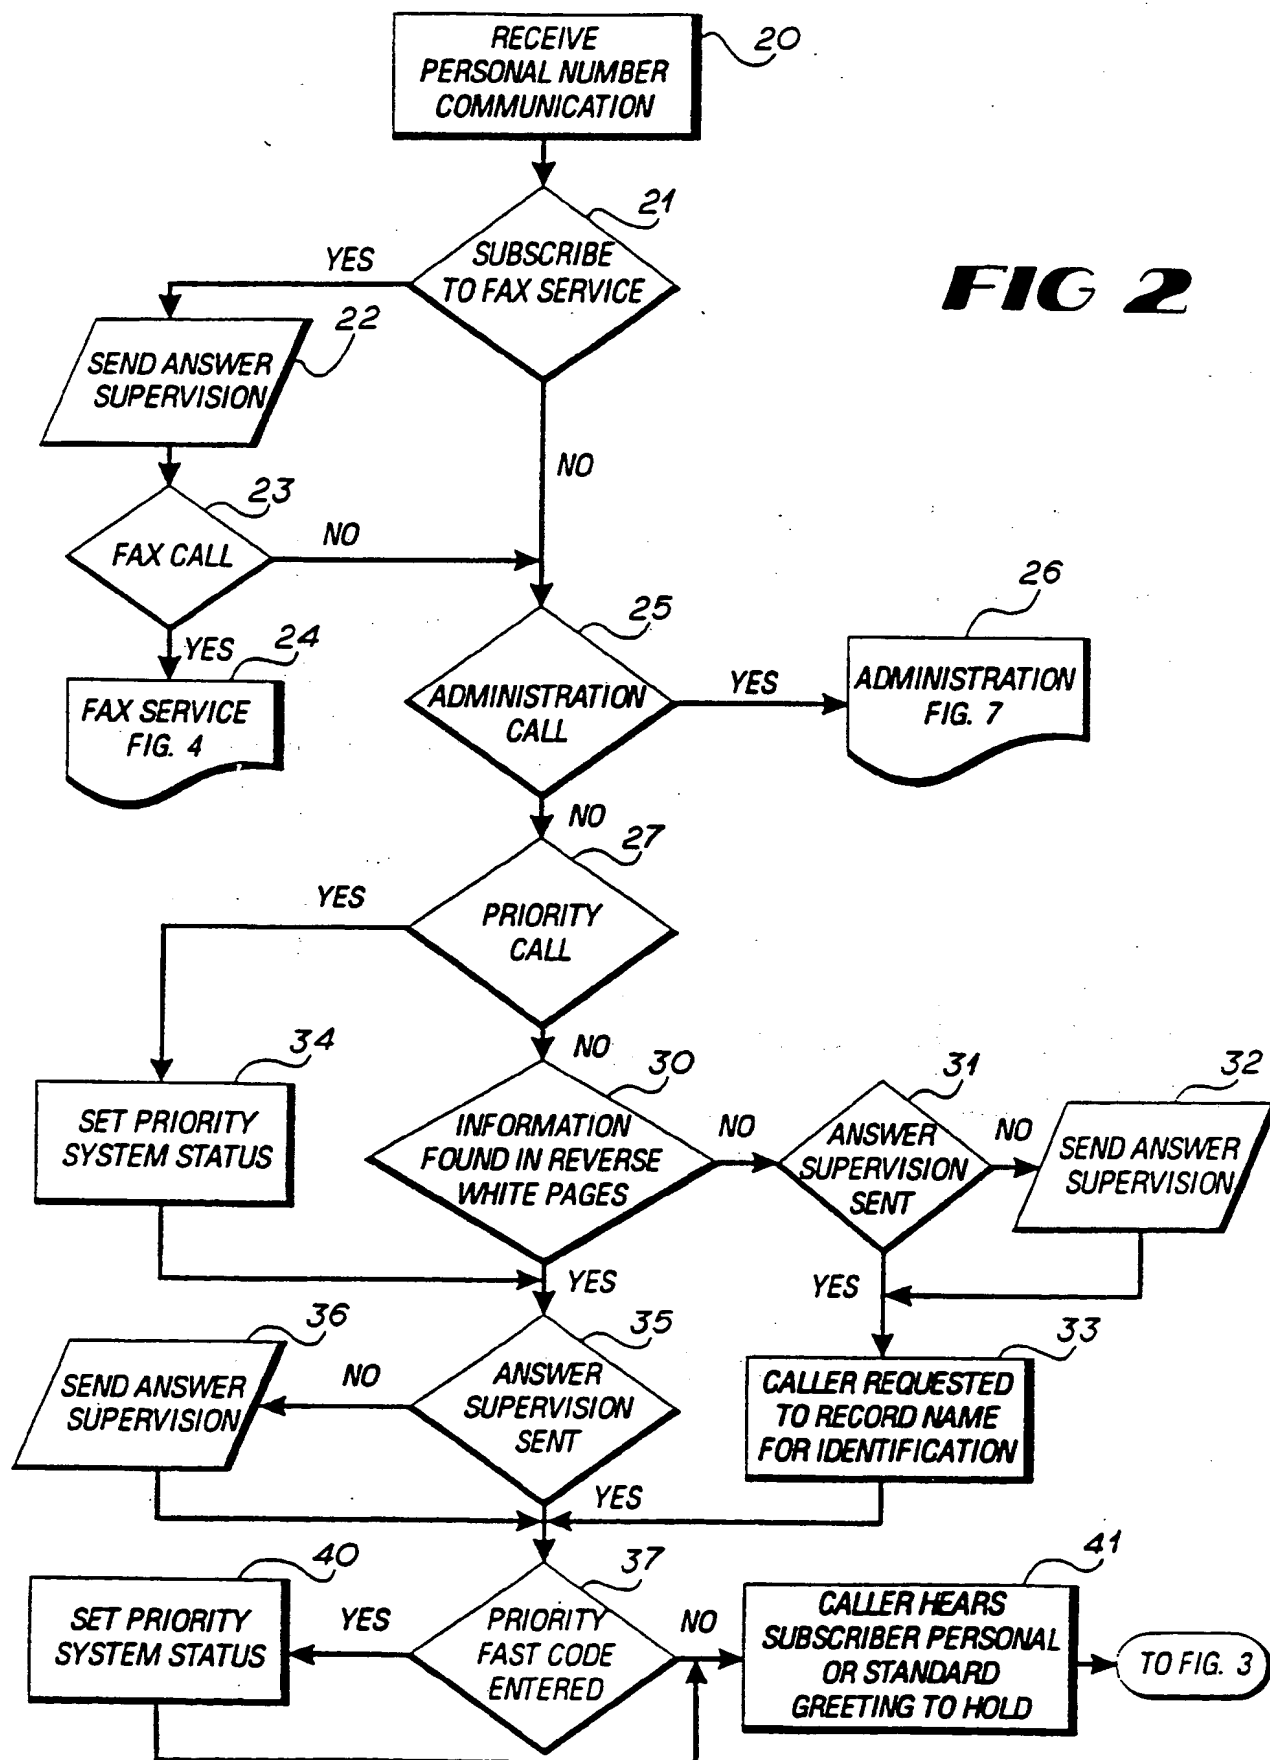 RECEIVE
PERSONAL NUMBER
COMMUNICATION
20
21
SUBSCRIBE
TO FAX SERVICE
YES
FIG 2
22
SEND ANSWER
SUPERVISION
NO
23
FAX CALL
NO
YES
24
FAX SERVICE
FIG. 4
25
ADMINISTRATION
CALL
YES
26
ADMINISTRATION
FIG. 7
NO
27
PRIORITY
CALL
YES
34
SET PRIORITY
SYSTEM STATUS
NO
30
INFORMATION
FOUND IN REVERSE
WHITE PAGES
NO
31
ANSWER
SUPERVISION
SENT
NO
32
SEND ANSWER
SUPERVISION
YES
YES
33
CALLER REQUESTED
TO RECORD NAME
FOR IDENTIFICATION
35
ANSWER
SUPERVISION
SENT
NO
36
SEND ANSWER
SUPERVISION
YES
37
PRIORITY
FAST CODE
ENTERED
YES
40
SET PRIORITY
SYSTEM STATUS
NO
41
CALLER HEARS
SUBSCRIBER PERSONAL
OR STANDARD
GREETING TO HOLD
TO FIG. 3